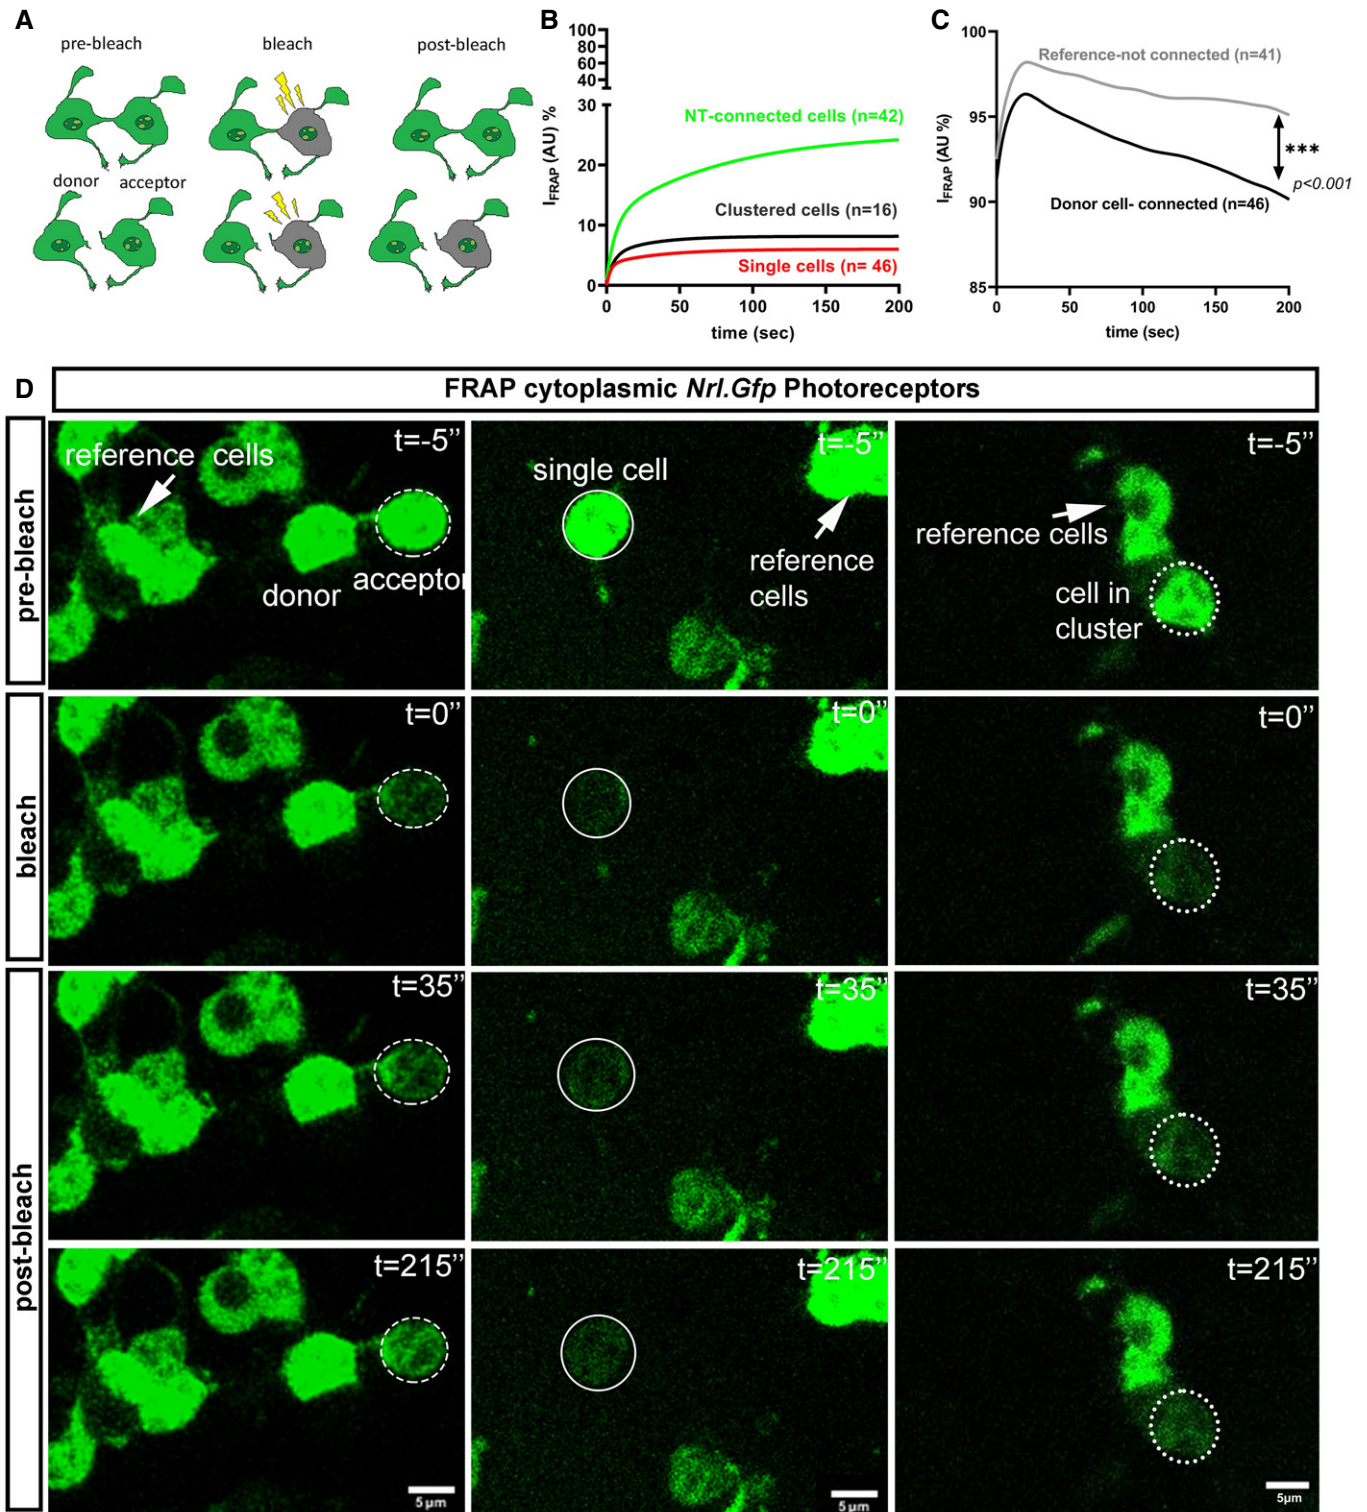 A
pre-bleach
bleach
post-bleach
donor
acceptor
B
100
80
60
40
30
20
10
0
I_FRAP (AU) %
NT-connected cells (n=42)
Clustered cells (n=16)
Single cells (n= 46)
0
50
100
150
200
time (sec)
C
100
95
90
85
I_FRAP (AU %)
Reference-not connected (n=41)
***
p<0.001
Donor cell- connected (n=46)
0
50
100
150
200
time (sec)
D
FRAP cytoplasmic Nrl.Gfp Photoreceptors
pre-bleach
t=-5’’
reference cells
donor
acceptor
t=-5’’
single cell
reference
cells
t=-5’’
reference cells
cell in
cluster
bleach
t=0’’
t=0’’
t=0’’
post-bleach
t=35’’
t=35’’
t=35’’
t=215’’
t=215’’
t=215’’
5µm
5µm
5µm